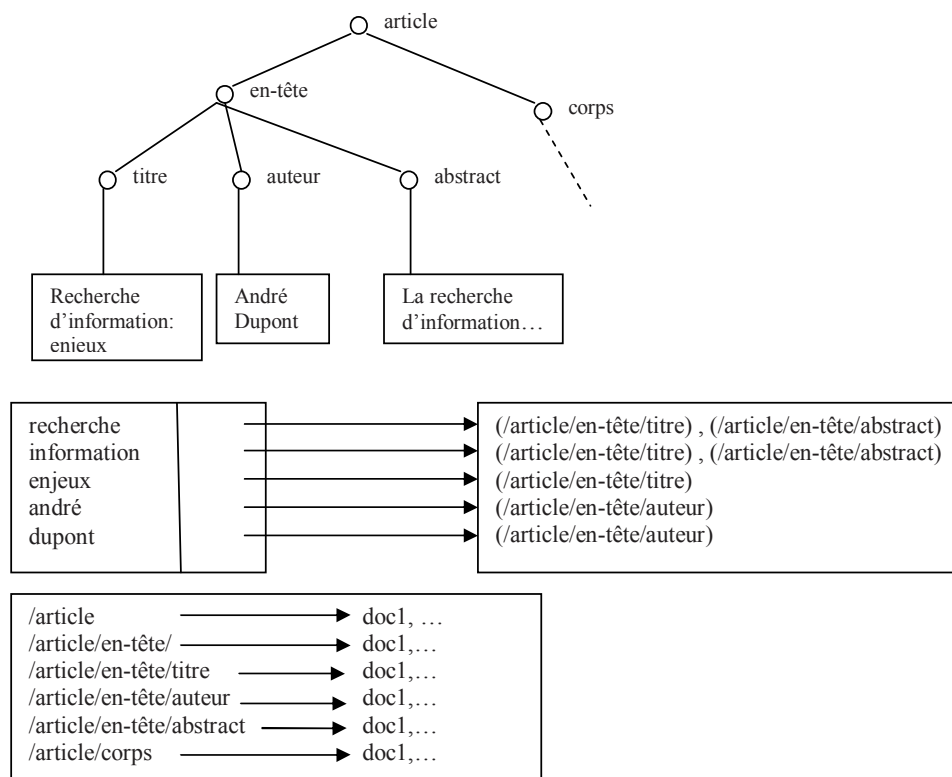 article
en-tête
corps
titre
auteur
abstract
Recherche
d’information:
enieux
André
Dupont
La recherche
d’information…
recherche (/article/en-tête/titre) , (/article/en-tête/abstract)
information (/article/en-tête/titre) , (/article/en-tête/abstract)
enjeux (/article/en-tête/titre)
andré (/article/en-tête/auteur)
dupont (/article/en-tête/auteur)
/article doc1, …
/article/en-tête/ doc1,…
/article/en-tête/titre doc1,…
/article/en-tête/auteur doc1,…
/article/en-tête/abstract doc1,…
/article/corps doc1,…